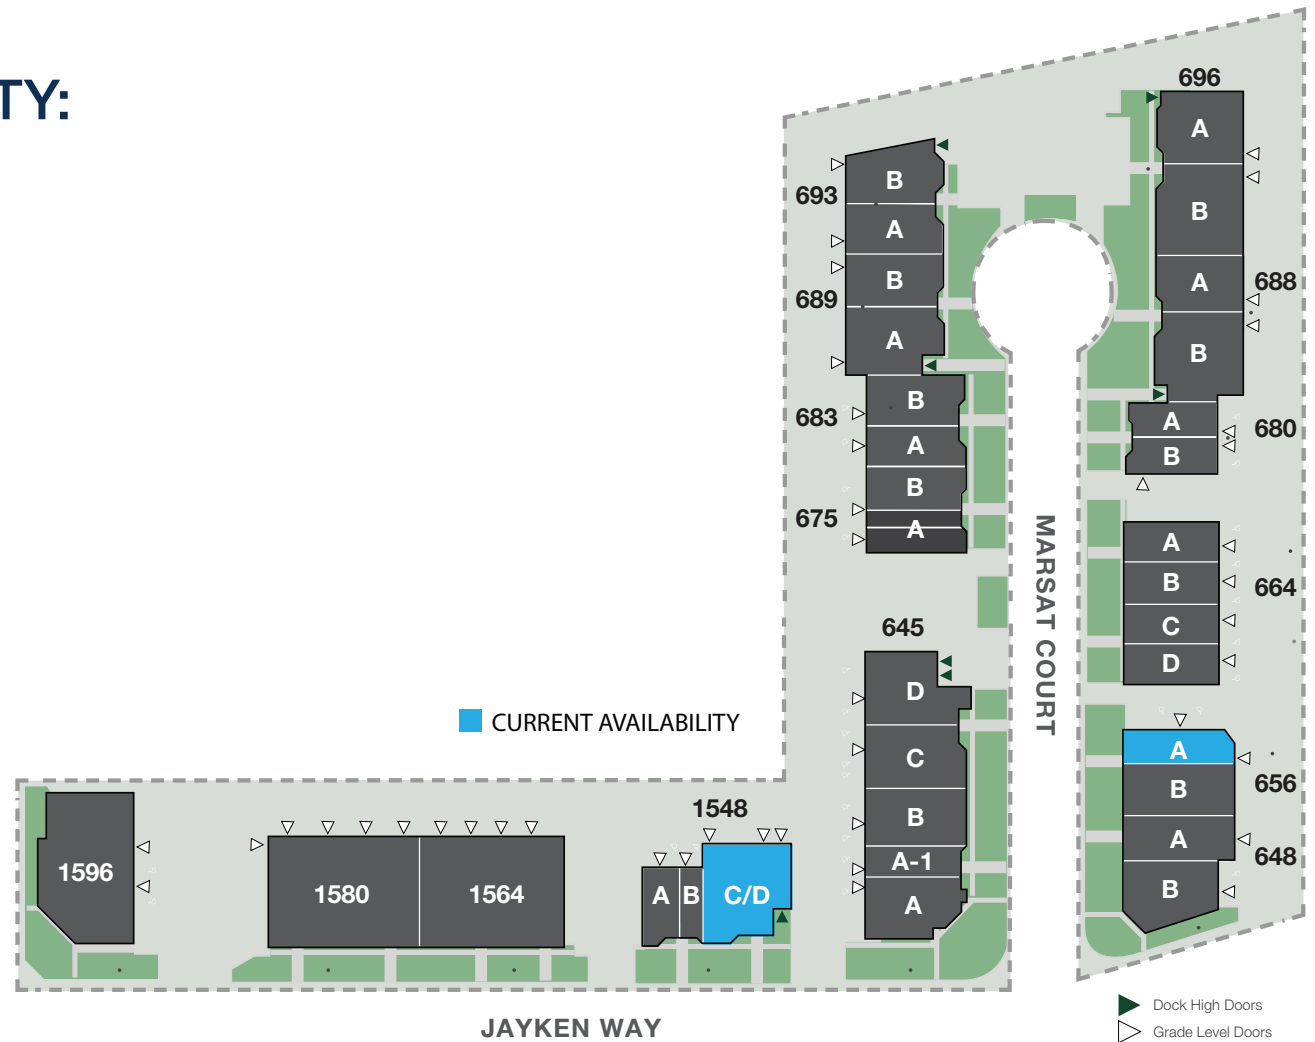 TY:
696
A
B
693
B
A
B
689
A
A
688
B
683
B
A
B
675
A
A
680
B
MARSAT COURT
A
B
664
C
D
645
D
C
B
A-1
A
CURRENT AVAILABILITY
A
656
B
A
648
B
1548
A
B
C/D
1596
1580
1564
JAYKEN WAY
Dock High Doors
Grade Level Doors